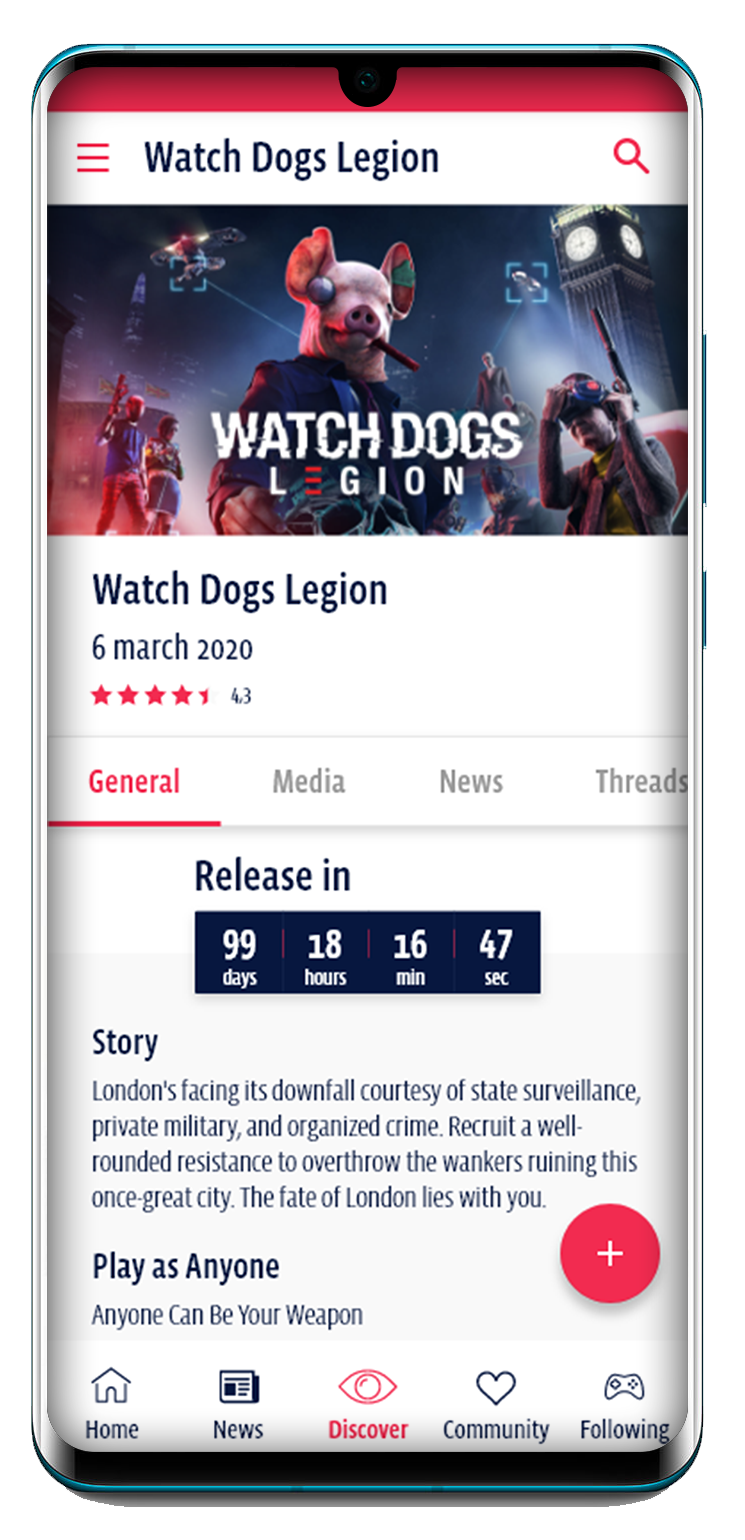 Watch Dogs Legion
WATCH DOGS
LEGION
Watch Dogs Legion
6 march 2020
4,3
General Media News Threads
Release in
99 18 16 47
days hours min sec
Story
London's facing its downfall courtesy of state surveillance,
private military, and organized crime. Recruit a well-
rounded resistance to overthrow the wankers ruining this
once-great city. The fate of London lies with you.
Play as Anyone
Anyone Can Be Your Weapon
Home News Discover Community Following